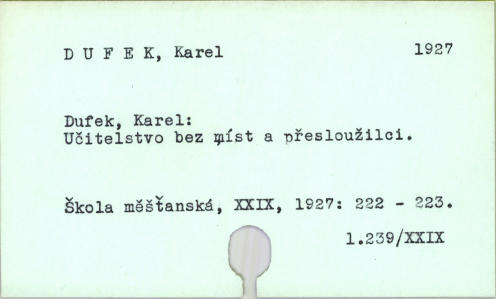 D U F E K, Karel 1927
Dufek, Karel:
Učitelstvo bez míst a přesloužilci.
Škola měšťanská, XXIX, 1927: 222 - 223.
1.239/XXIX